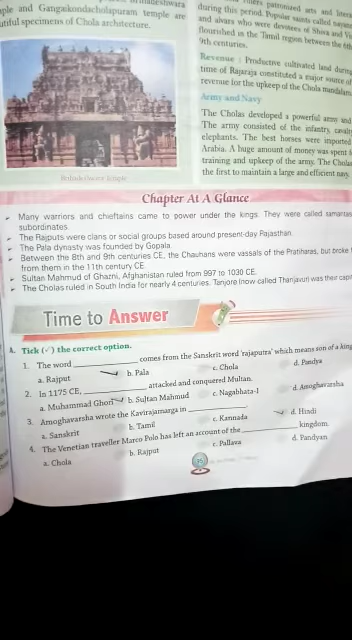 ple and Gangaikondacholapuram temple are
utiful specimens of Chola architecture.
Temple
patronized arts and
during this period. Popular saints called
and alvars who were devotees of Shiva and
flourished in the Tamil region between the
9th centuries.
Revenue : Productive cultivated land during
time of Rajaraja constituted a major source of
revenue for the upkeep of the Chola mandalam
Army and Navy
The Cholas developed a powerful army and
The army consisted of the infantry,
elephants. The best horses were imported
Arabia. A huge amount of money was spent
training and upkeep of the army. The Cholas
the first to maintain a large and efficient navy
Chapter At A Glance
Many warriors and chieftains came to power under the kings. They were called samantas
subordinates.
The Rajputs were clans or social groups based around present-day Rajasthan.
The Pala dynasty was founded by Gopala.
Between the 8th and 9th centuries CE, the Chauhans were vassals of the Pratiharas, but broke
from them in the 11th century CE.
Sultan Mahmud of Ghazni, Afghanistan ruled from 997 to 1030 CE.
The Cholas ruled in South India for nearly 4 centuries. Tanjore (now called Thanjavur) was their
Time to Answer
A. Tick (✓) the correct option.
1. The word ____________ comes from the Sanskrit word 'rajaputra' which means son of a king
a. Rajput b. Pala c. Chola d. Pandya
2. In 1175 CE, ____________ attacked and conquered Multan.
a. Muhammad Ghori b. Sultan Mahmud c. Nagabhatta-I d. Amoghavarsha
3. Amoghavarsha wrote the Kavirajamarga in ____________
a. Sanskrit b. Tamil c. Kannada d. Hindi
4. The Venetian traveller Marco Polo has left an account of the ____________ kingdom.
a. Chola b. Rajput c. Pallava d. Pandyan